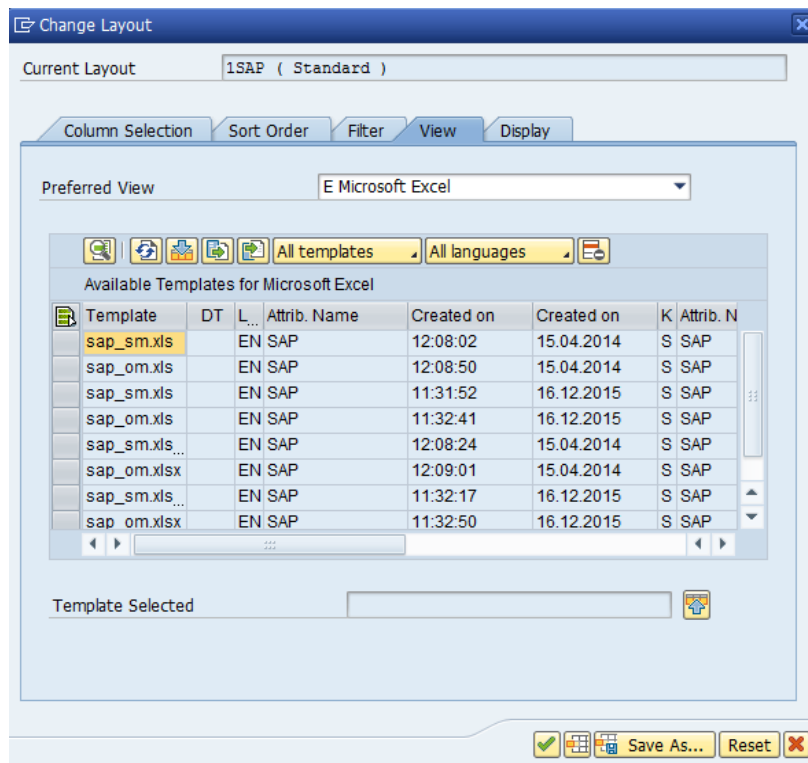 Change Layout
Current Layout 1SAP ( Standard )
Column Selection Sort Order Filter View Display
Preferred View E Microsoft Excel
All templates All languages
Available Templates for Microsoft Excel
Template DT L... Attrib. Name Created on Created on K Attrib. N
sap_sm.xls EN SAP 12:08:02 15.04.2014 S SAP
sap_om.xls EN SAP 12:08:50 15.04.2014 S SAP
sap_sm.xls EN SAP 11:31:52 16.12.2015 S SAP
sap_om.xls EN SAP 11:32:41 16.12.2015 S SAP
sap_sm.xls... EN SAP 12:08:24 15.04.2014 S SAP
sap_om.xlsx EN SAP 12:09:01 15.04.2014 S SAP
sap_sm.xls... EN SAP 11:32:17 16.12.2015 S SAP
sap_om.xlsx EN SAP 11:32:50 16.12.2015 S SAP
Template Selected
Save As... Reset